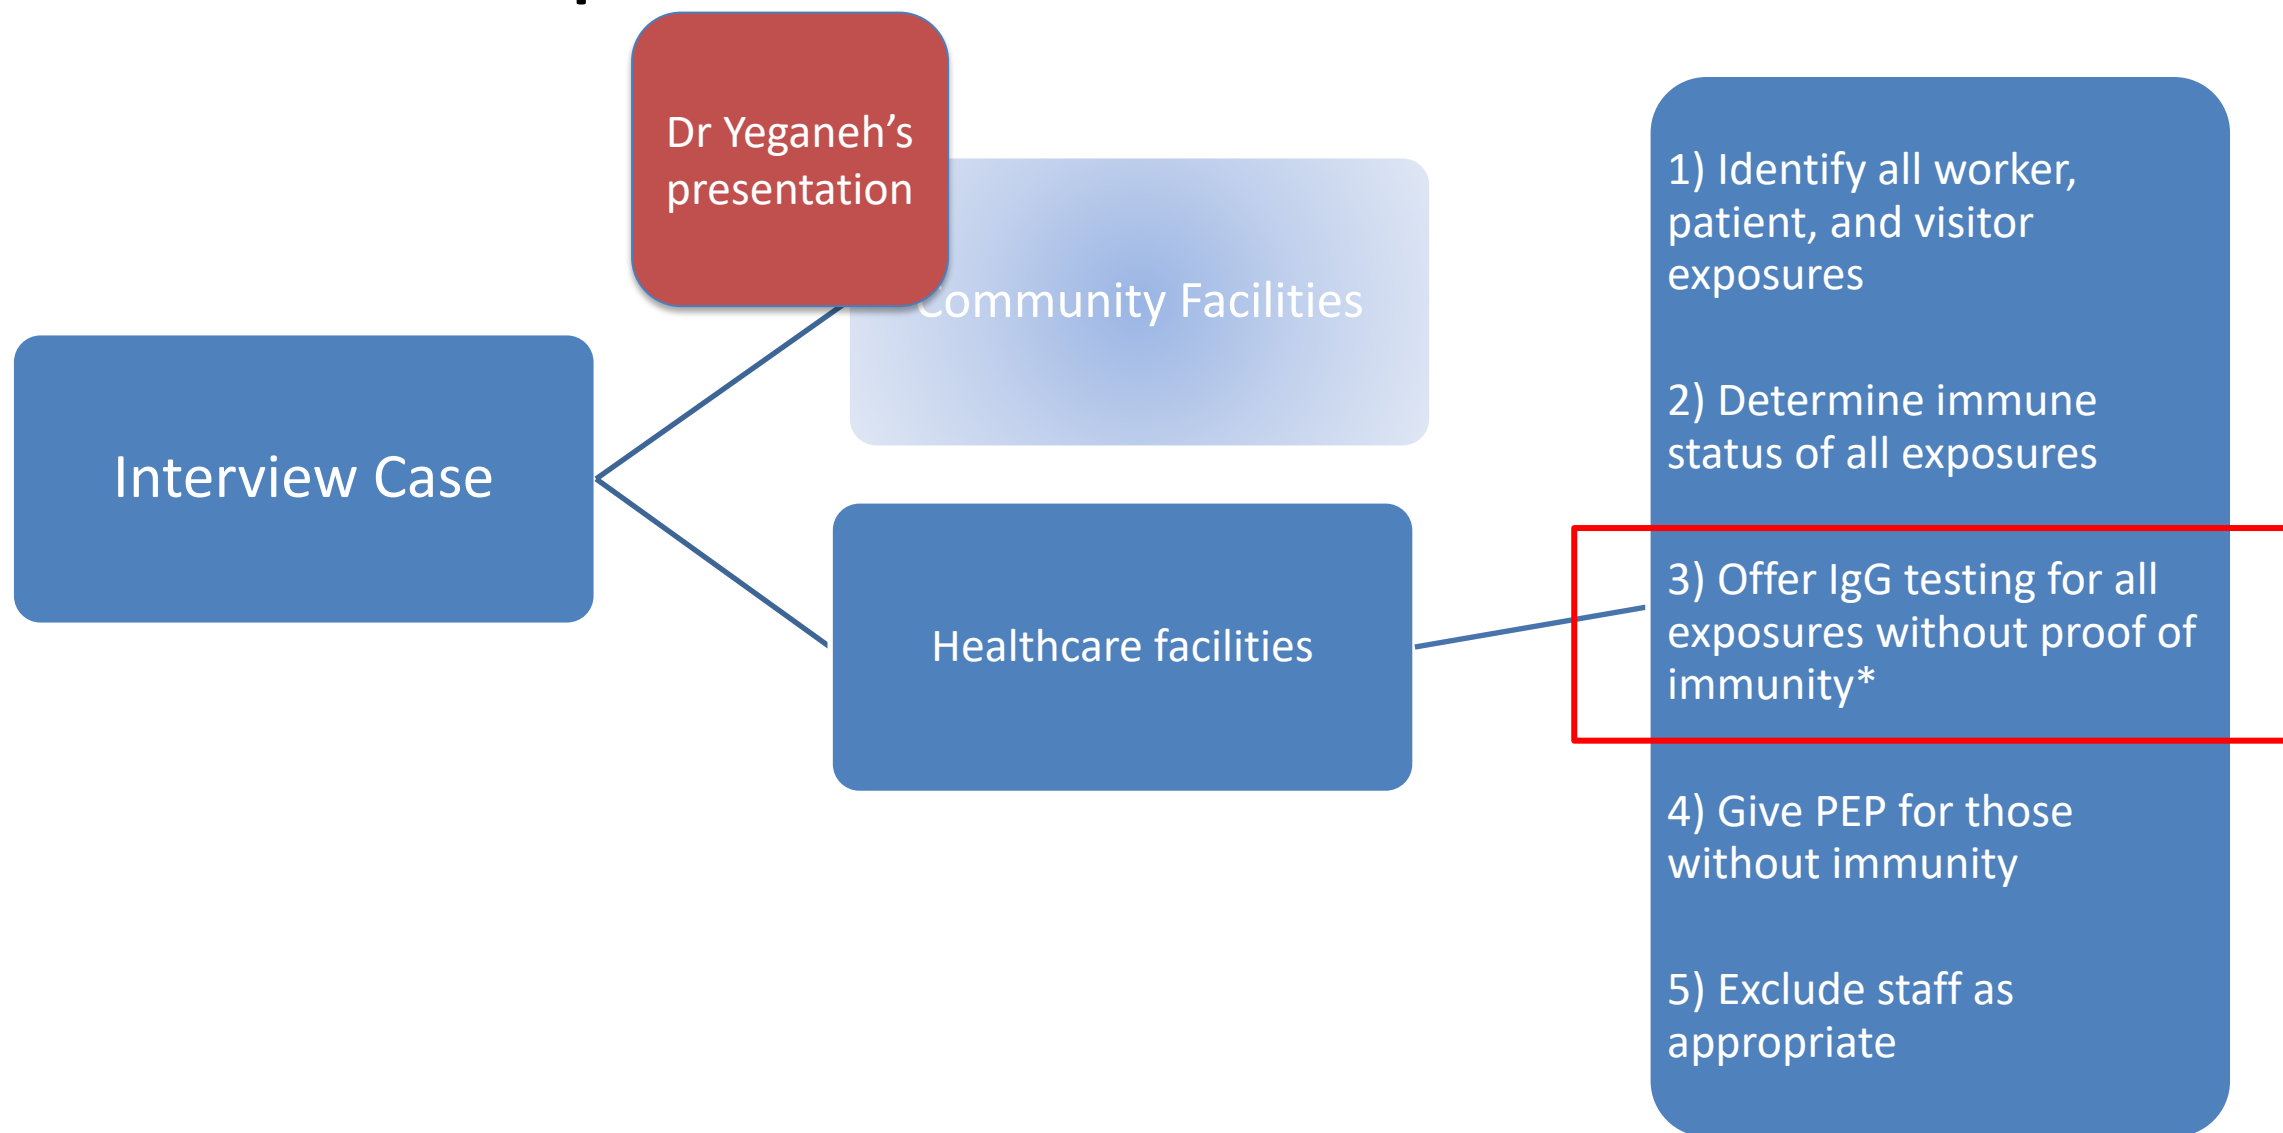 Dr Yeganeh's
presentation
Community Facilities
Interview Case
Healthcare facilities
1) Identify all worker,
patient, and visitor
exposures
2) Determine immune
status of all exposures
3) Offer IgG testing for all
exposures without proof of
immunity*
4) Give PEP for those
without immunity
5) Exclude staff as
appropriate